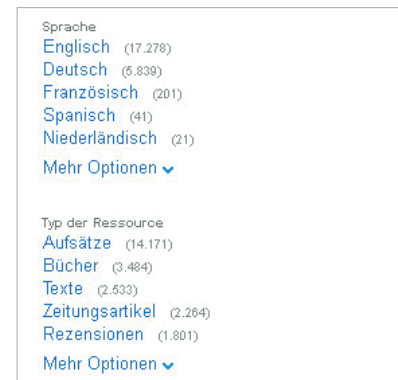 Sprache
Englisch (17.278)
Deutsch (5.839)
Französisch (201)
Spanisch (41)
Niederländisch (21)
Mehr Optionen
Typ der Ressource
Aufsätze (14.171)
Bücher (3.484)
Texte (2.533)
Zeitungsartikel (2.264)
Rezensionen (1.801)
Mehr Optionen